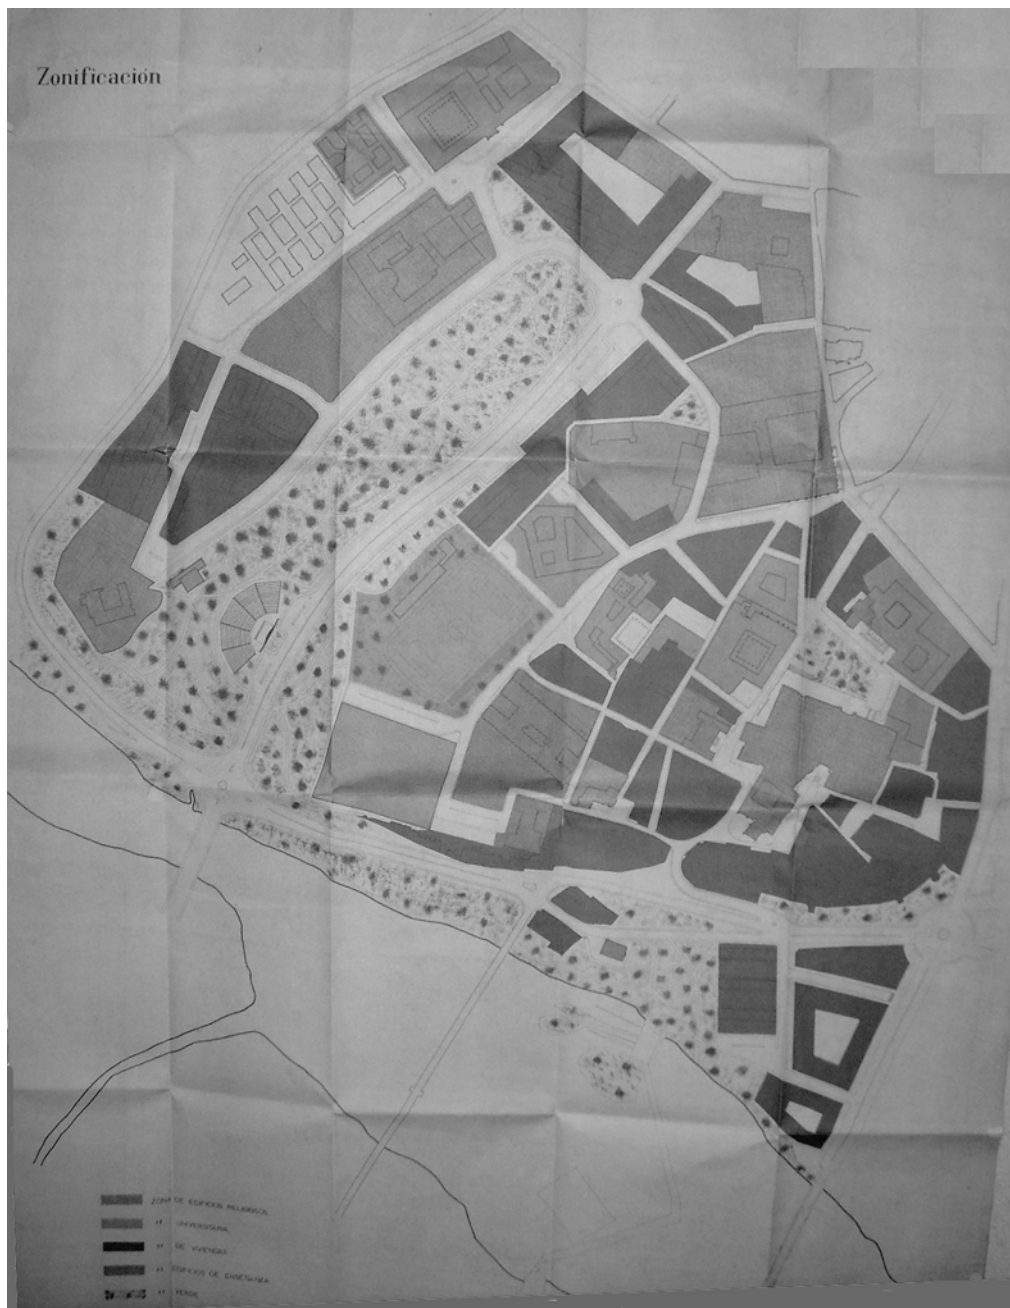 Zonificación
ZONA DE EDIFICIOS RELIGIOSOS
" UNIVERSITARIA
" DE VIVIENDAS
" EDIFICIOS DE ENSEÑANZA
" VERDE